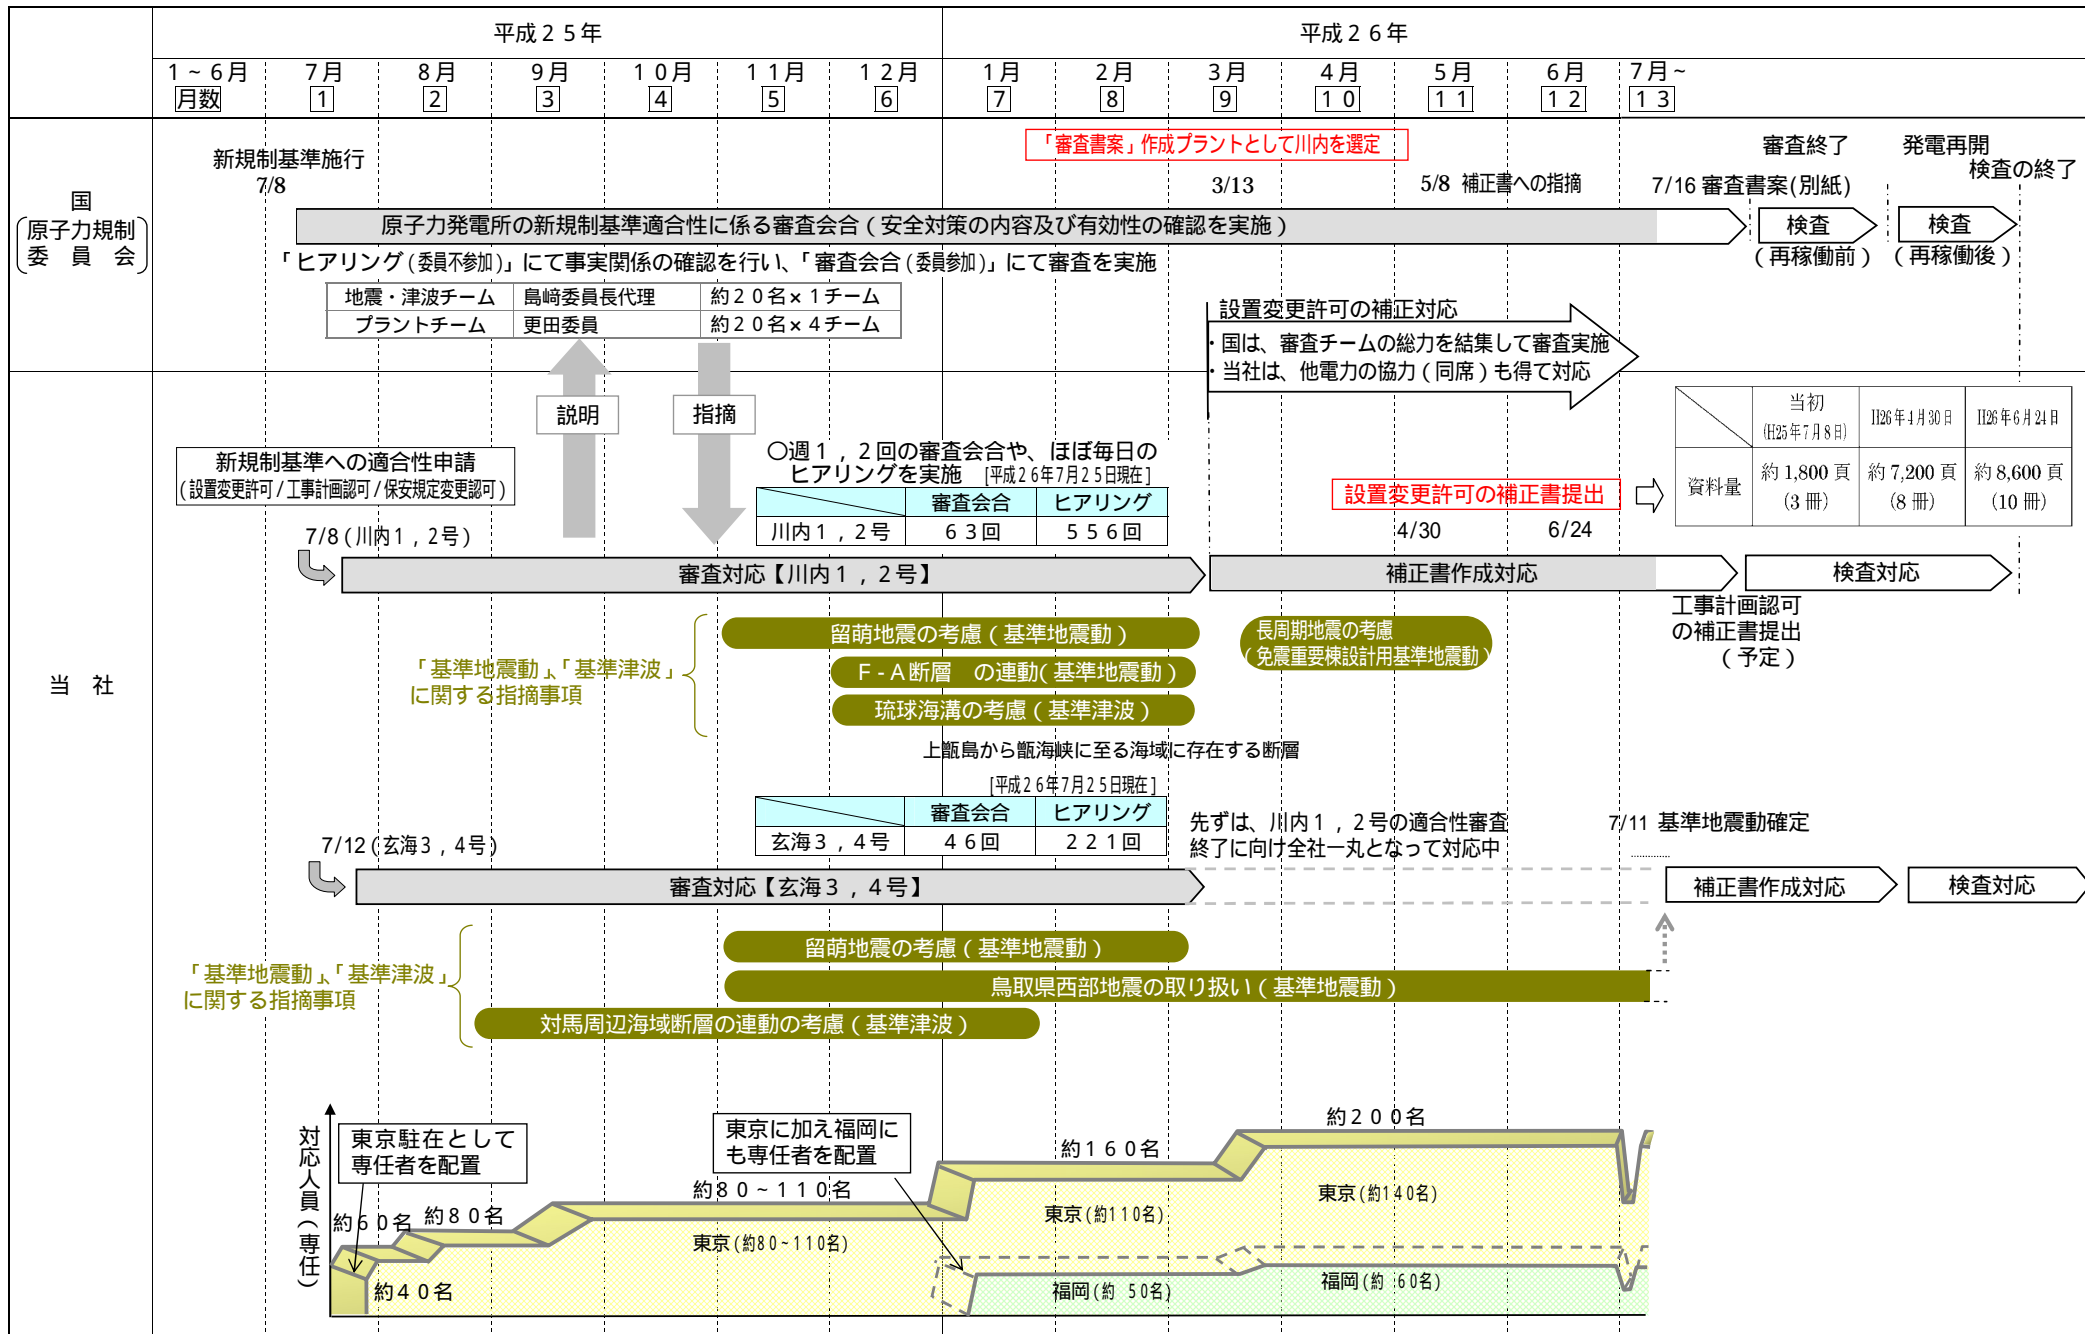 平成２５年
平成２６年
１～６月
月数
７月
1
８月
2
９月
3
１０月
4
１１月
5
１２月
6
１月
7
２月
8
３月
9
４月
１０
５月
１１
６月
１２
７月～
１３
国
原子力規制
委　員　会
新規制基準施行
7/8
「審査書案」作成プラントとして川内を選定
3/13
5/8 補正書への指摘
7/16 審査書案(別紙)
審査終了
発電再開
検査の終了
原子力発電所の新規制基準適合性に係る審査会合（安全対策の内容及び有効性の確認を実施）
検査
（再稼働前）
検査
（再稼働後）
「ヒアリング(委員不参加)」にて事実関係の確認を行い、「審査会合(委員参加)」にて審査を実施
地震・津波チーム　島﨑委員長代理　約２０名×１チーム
プラントチーム　更田委員　約２０名×４チーム
設置変更許可の補正対応
・国は、審査チームの総力を結集して審査実施
・当社は、他電力の協力（同席）も得て対応
当　社
説明
指摘
新規制基準への適合性申請
（設置変更許可/工事計画認可/保安規定変更認可）
7/8(川内１，２号)
○週１，２回の審査会合や、ほぼ毎日の
ヒアリングを実施　[平成２６年７月２５日現在]
審査会合　ヒアリング
川内１，２号　６３回　５５６回
設置変更許可の補正書提出
4/30
6/24
当初
(H25年7月8日)
H26年4月30日
H26年6月24日
資料量
約 1,800 頁
(3 冊)
約 7,200 頁
(8 冊)
約 8,600 頁
(10 冊)
審査対応【川内１，２号】
補正書作成対応
検査対応
工事計画認可
の補正書提出
（予定）
「基準地震動」、「基準津波」
に関する指摘事項
留萌地震の考慮（基準地震動）
Ｆ-Ａ断層　の連動(基準地震動)
琉球海溝の考慮（基準津波）
長周期地震の考慮
（免震重要棟設計用基準地震動）
上甑島から甑海峡に至る海域に存在する断層
[平成２６年７月２５日現在]
審査会合　ヒアリング
玄海３，４号　４６回　２２１回
7/12(玄海３，４号)
先ずは、川内１，２号の適合性審査
終了に向け全社一丸となって対応中
7/11 基準地震動確定
審査対応【玄海３，４号】
補正書作成対応
検査対応
「基準地震動」、「基準津波」
に関する指摘事項
留萌地震の考慮（基準地震動）
鳥取県西部地震の取り扱い（基準地震動）
対馬周辺海域断層の連動の考慮（基準津波）
対応人員(専任)
東京駐在として
専任者を配置
東京に加え福岡に
も専任者を配置
約４０名
約６０名
約８０名
約８０～１１０名
約１６０名
約２００名
東京(約80～110名)
東京(約110名)
東京(約140名)
福岡(約 50名)
福岡(約 60名)